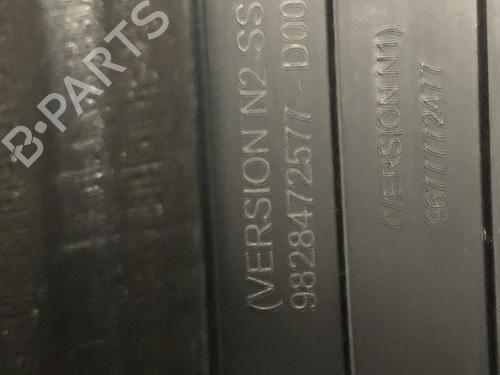 B-PARTS
(VERSION N2 SS
9828472577 - D00
(VERSION N1)
9677772477